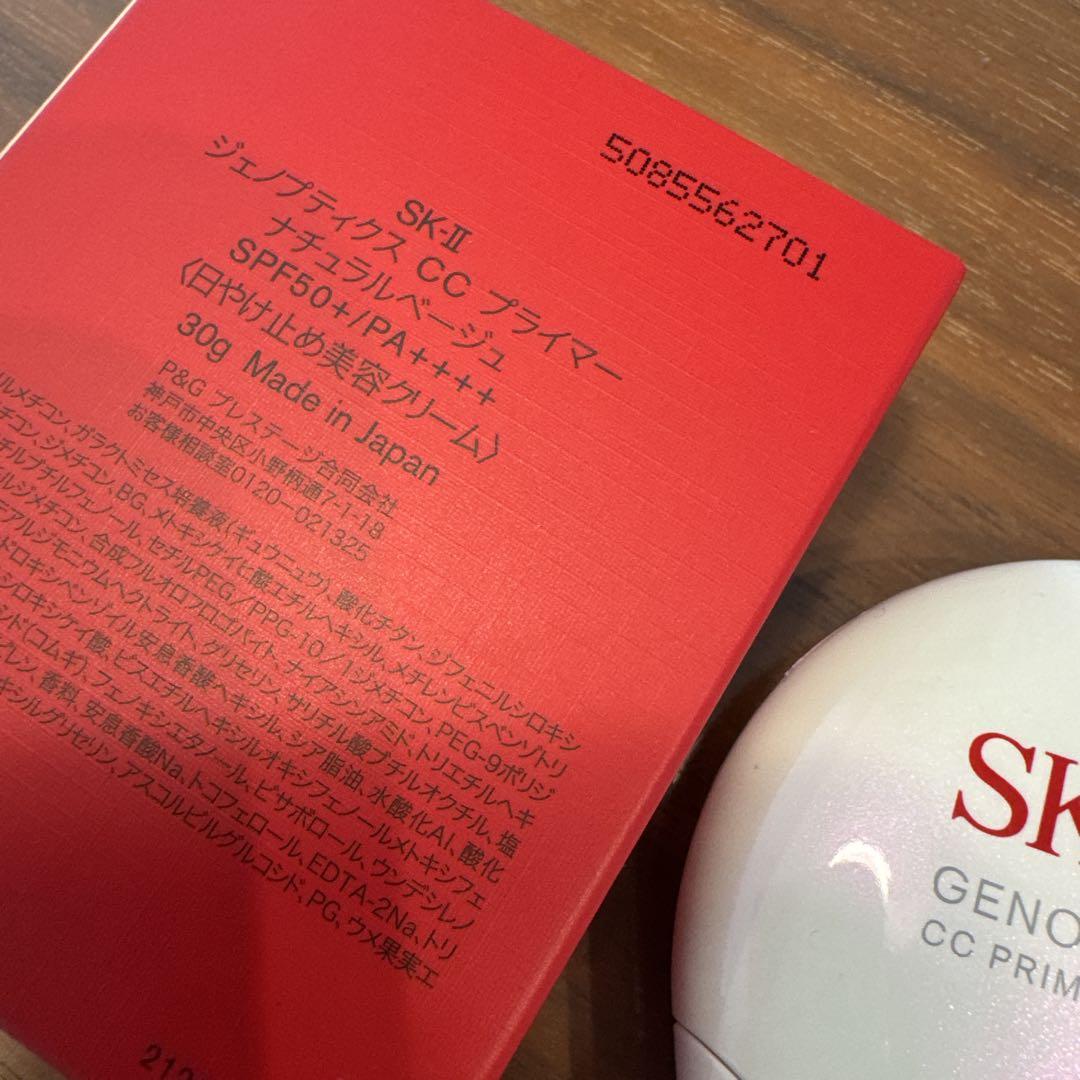 5085562701
SK-II
ジェノプティクス CC プライマー
ナチュラルベージュ
SPF50+/PA++++
〈日やけ止め美容クリーム〉
30g Made in Japan
P&G プレステージ合同会社
神戸市中央区小野柄通7-1-18
お客様相談室0120-021325
ルメチコン、ガラクトミセス培養液(ギュウニュウ)、酸化チタン、ジフェニルシロキシ
チコン、ジメチコン、BG、メトキシケイヒ酸エチルヘキシル、メチレンビスベンゾトリ
チルブチルフェノール、セチルPEG/PPG-10/1ジメチコン、PEG-9ポリジ
ルジメチコン、合成フルオロフロゴパイト、ナイアシンアミド、トリエチルヘキ
アルジモニウムヘクトライト、グリセリン、サリチル酸ブチルオクチル、塩
ドロキシベンゾイル安息香酸ヘキシル、シア脂油、水酸化Al、酸化
シロキシケイ酸、ビスエチルヘキシルオキシフェノールメトキシフェ
シド(コムギ)、フェノキシエタノール、ビサボロール、ウンデシレノ
レン、香料、安息香酸Na、トコフェロール、EDTA-2Na、トリ
シルグリセリン、アスコルビルグルコシド、PG、ウメ果実エ
212
SK
GENO
CC PRIM